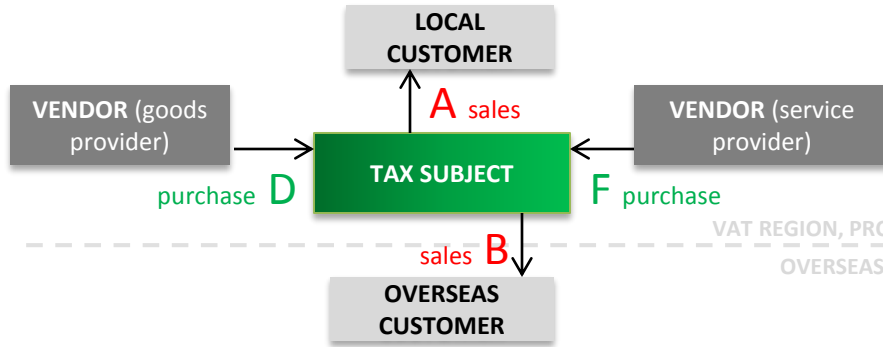 LOCAL
CUSTOMER
VENDOR (goods
provider)
A sales
VENDOR (service
provider)
TAX SUBJECT
purchase D
F purchase
VAT REGION, PRO
sales B
OVERSEAS
OVERSEAS
CUSTOMER